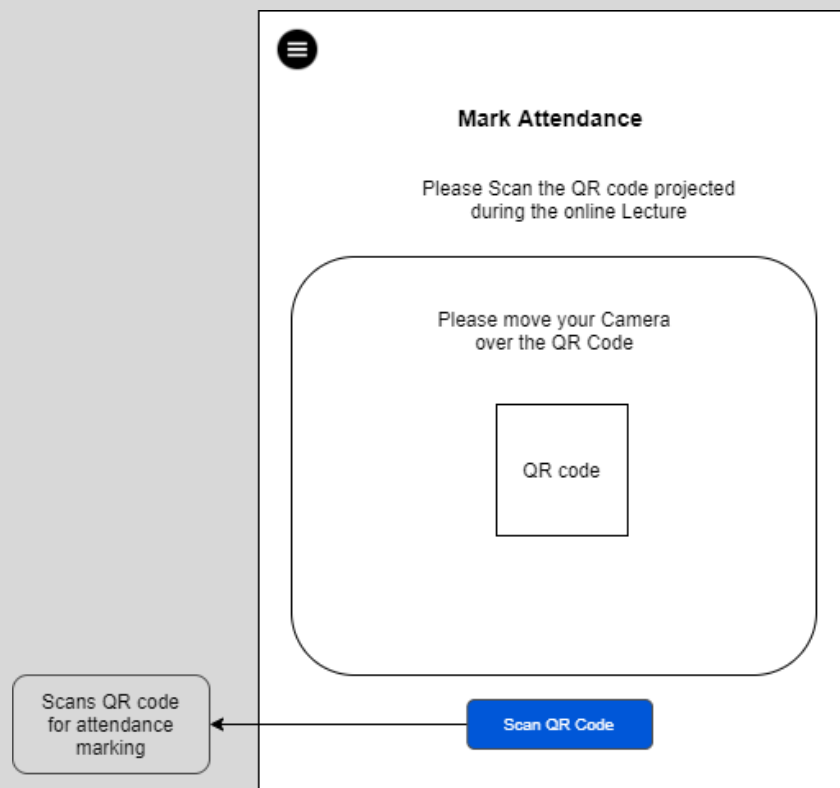 Mark Attendance
Please Scan the QR code projected
during the online Lecture
Please move your Camera
over the QR Code
QR code
Scans QR code
for attendance
marking
Scan QR Code